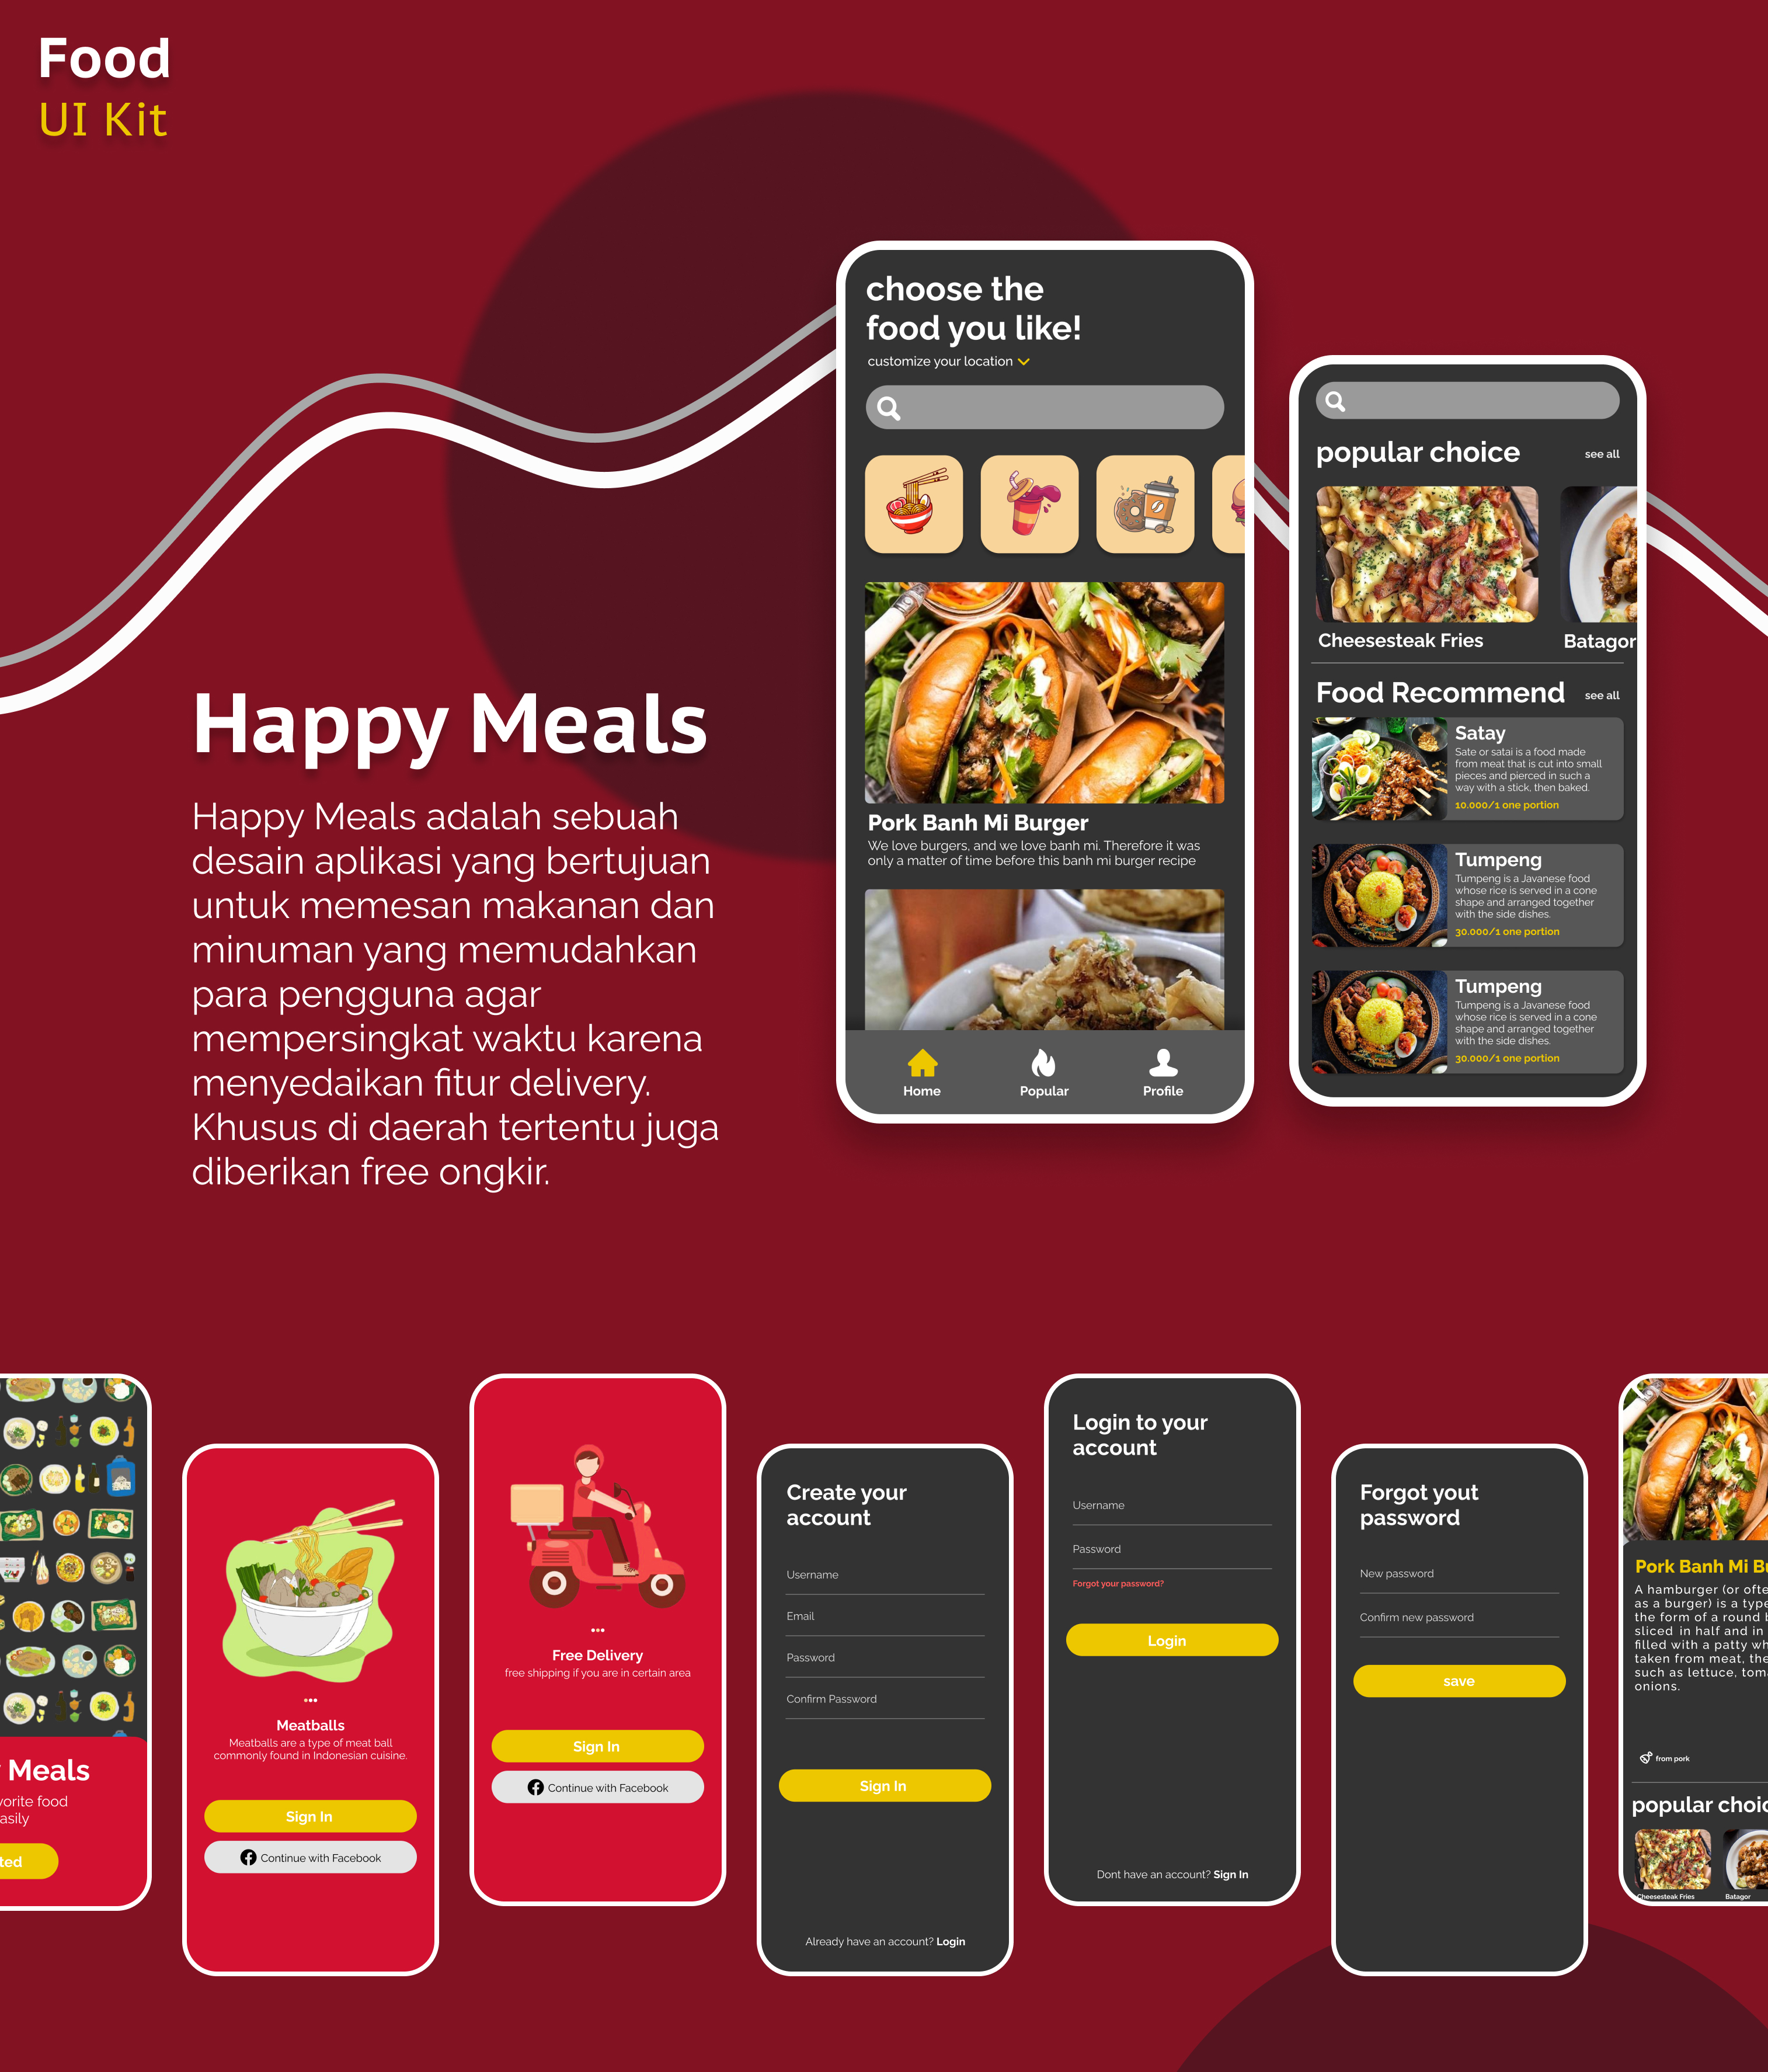 Food
UI Kit
choose the
food you like!
customize your location
Pork Banh Mi Burger
We love burgers, and we love banh mi. Therefore it was
only a matter of time before this banh mi burger recipe
Home
Popular
Profile
popular choice
see all
Cheesesteak Fries
Batagor
Food Recommend
see all
Satay
Sate or satai is a food made
from meat that is cut into small
pieces and pierced in such a
way with a stick, then baked.
10.000/1 one portion
Tumpeng
Tumpeng is a Javanese food
whose rice is served in a cone
shape and arranged together
with the side dishes.
30.000/1 one portion
Tumpeng
Tumpeng is a Javanese food
whose rice is served in a cone
shape and arranged together
with the side dishes.
30.000/1 one portion
Happy Meals
Happy Meals adalah sebuah
desain aplikasi yang bertujuan
untuk memesan makanan dan
minuman yang memudahkan
para pengguna agar
mempersingkat waktu karena
menyedaikan fitur delivery.
Khusus di daerah tertentu juga
diberikan free ongkir.
Meals
food
Meatballs
Meatballs are a type of meat ball
commonly found in Indonesian cuisine.
Sign In
Continue with Facebook
Free Delivery
free shipping if you are in certain area
Sign In
Continue with Facebook
Create your
account
Username
Email
Password
Confirm Password
Sign In
Already have an account? Login
Login to your
account
Username
Password
Forgot your password?
Login
Dont have an account? Sign In
Forgot yout
password
New password
Confirm new password
save
Pork Banh Mi
A hamburger (or
as a burger) is a
the form of a round
sliced in half and in
filled with a patty
taken from meat,
such as lettuce,
onions.
from pork
popular
Cheesesteak Fries
Batagor